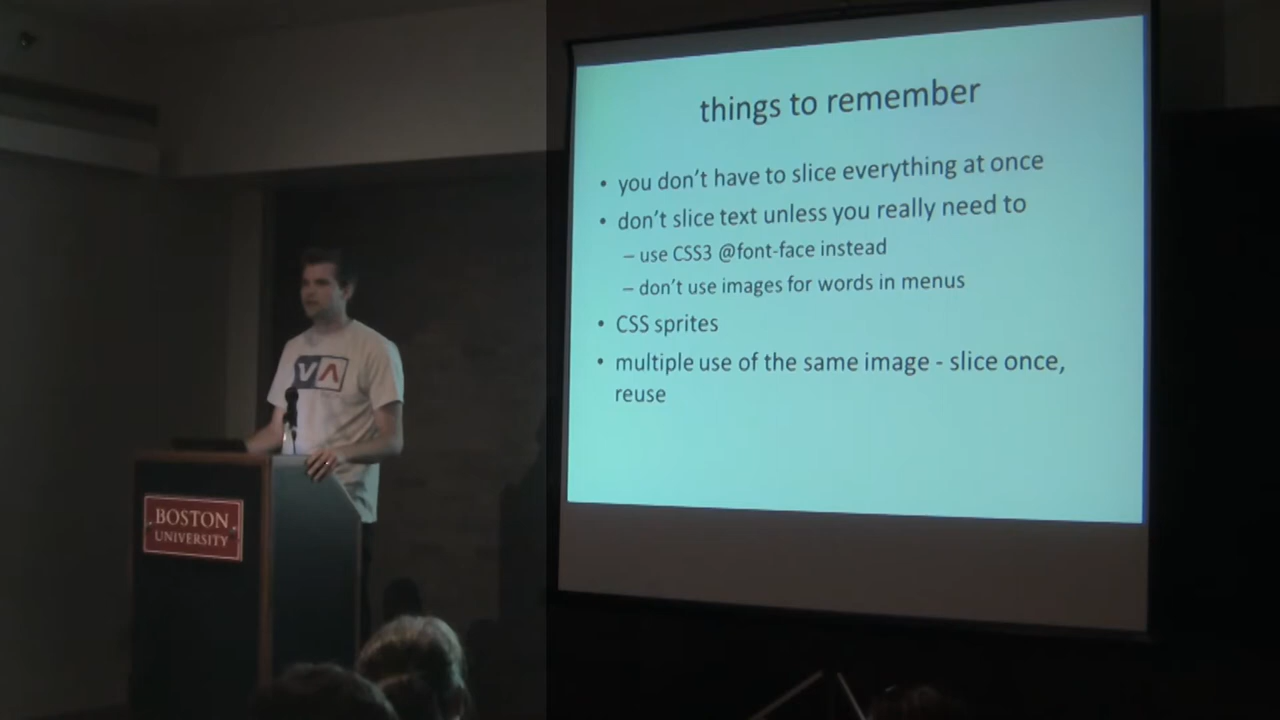 things to remember
• you don't have to slice everything at once
• don't slice text unless you really need to
– use CSS3 @font-face instead
– don't use images for words in menus
• CSS sprites
• multiple use of the same image - slice once,
reuse
VA
BOSTON
UNIVERSITY